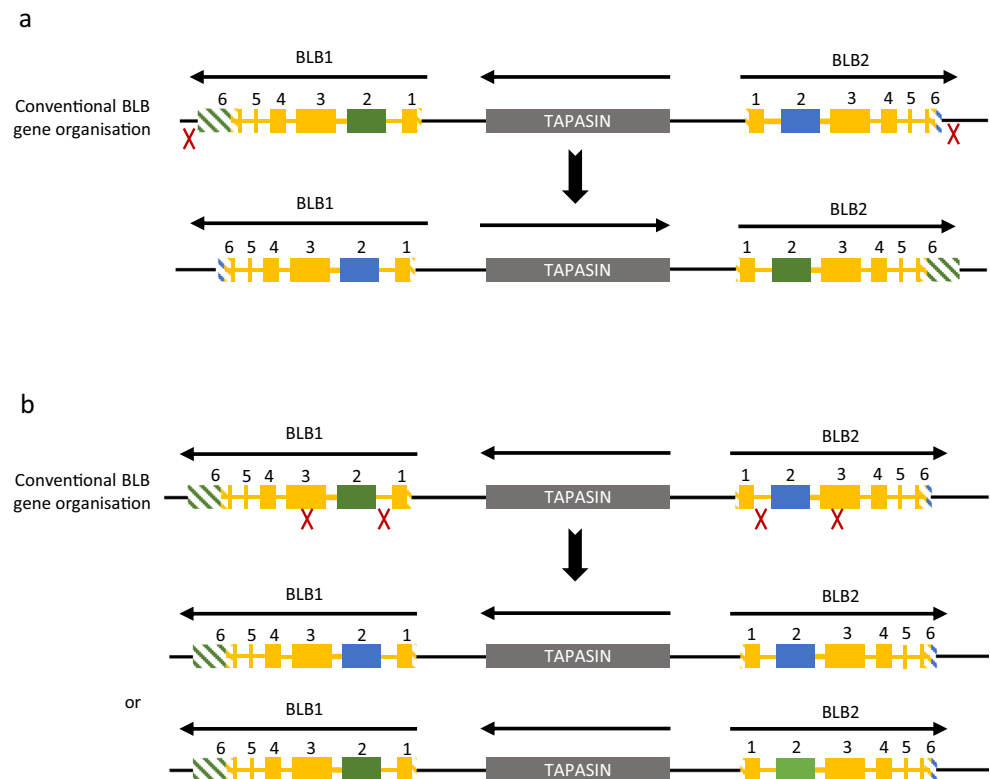 a
BLB1
BLB2
6 5 4 3 2 1
1 2 3 4 5 6
Conventional BLB
gene organisation
TAPASIN
BLB1
BLB2
6 5 4 3 2 1
1 2 3 4 5 6
TAPASIN
b
BLB1
BLB2
6 5 4 3 2 1
1 2 3 4 5 6
Conventional BLB
gene organisation
TAPASIN
BLB1
BLB2
6 5 4 3 2 1
1 2 3 4 5 6
TAPASIN
or
BLB1
BLB2
6 5 4 3 2 1
1 2 3 4 5 6
TAPASIN